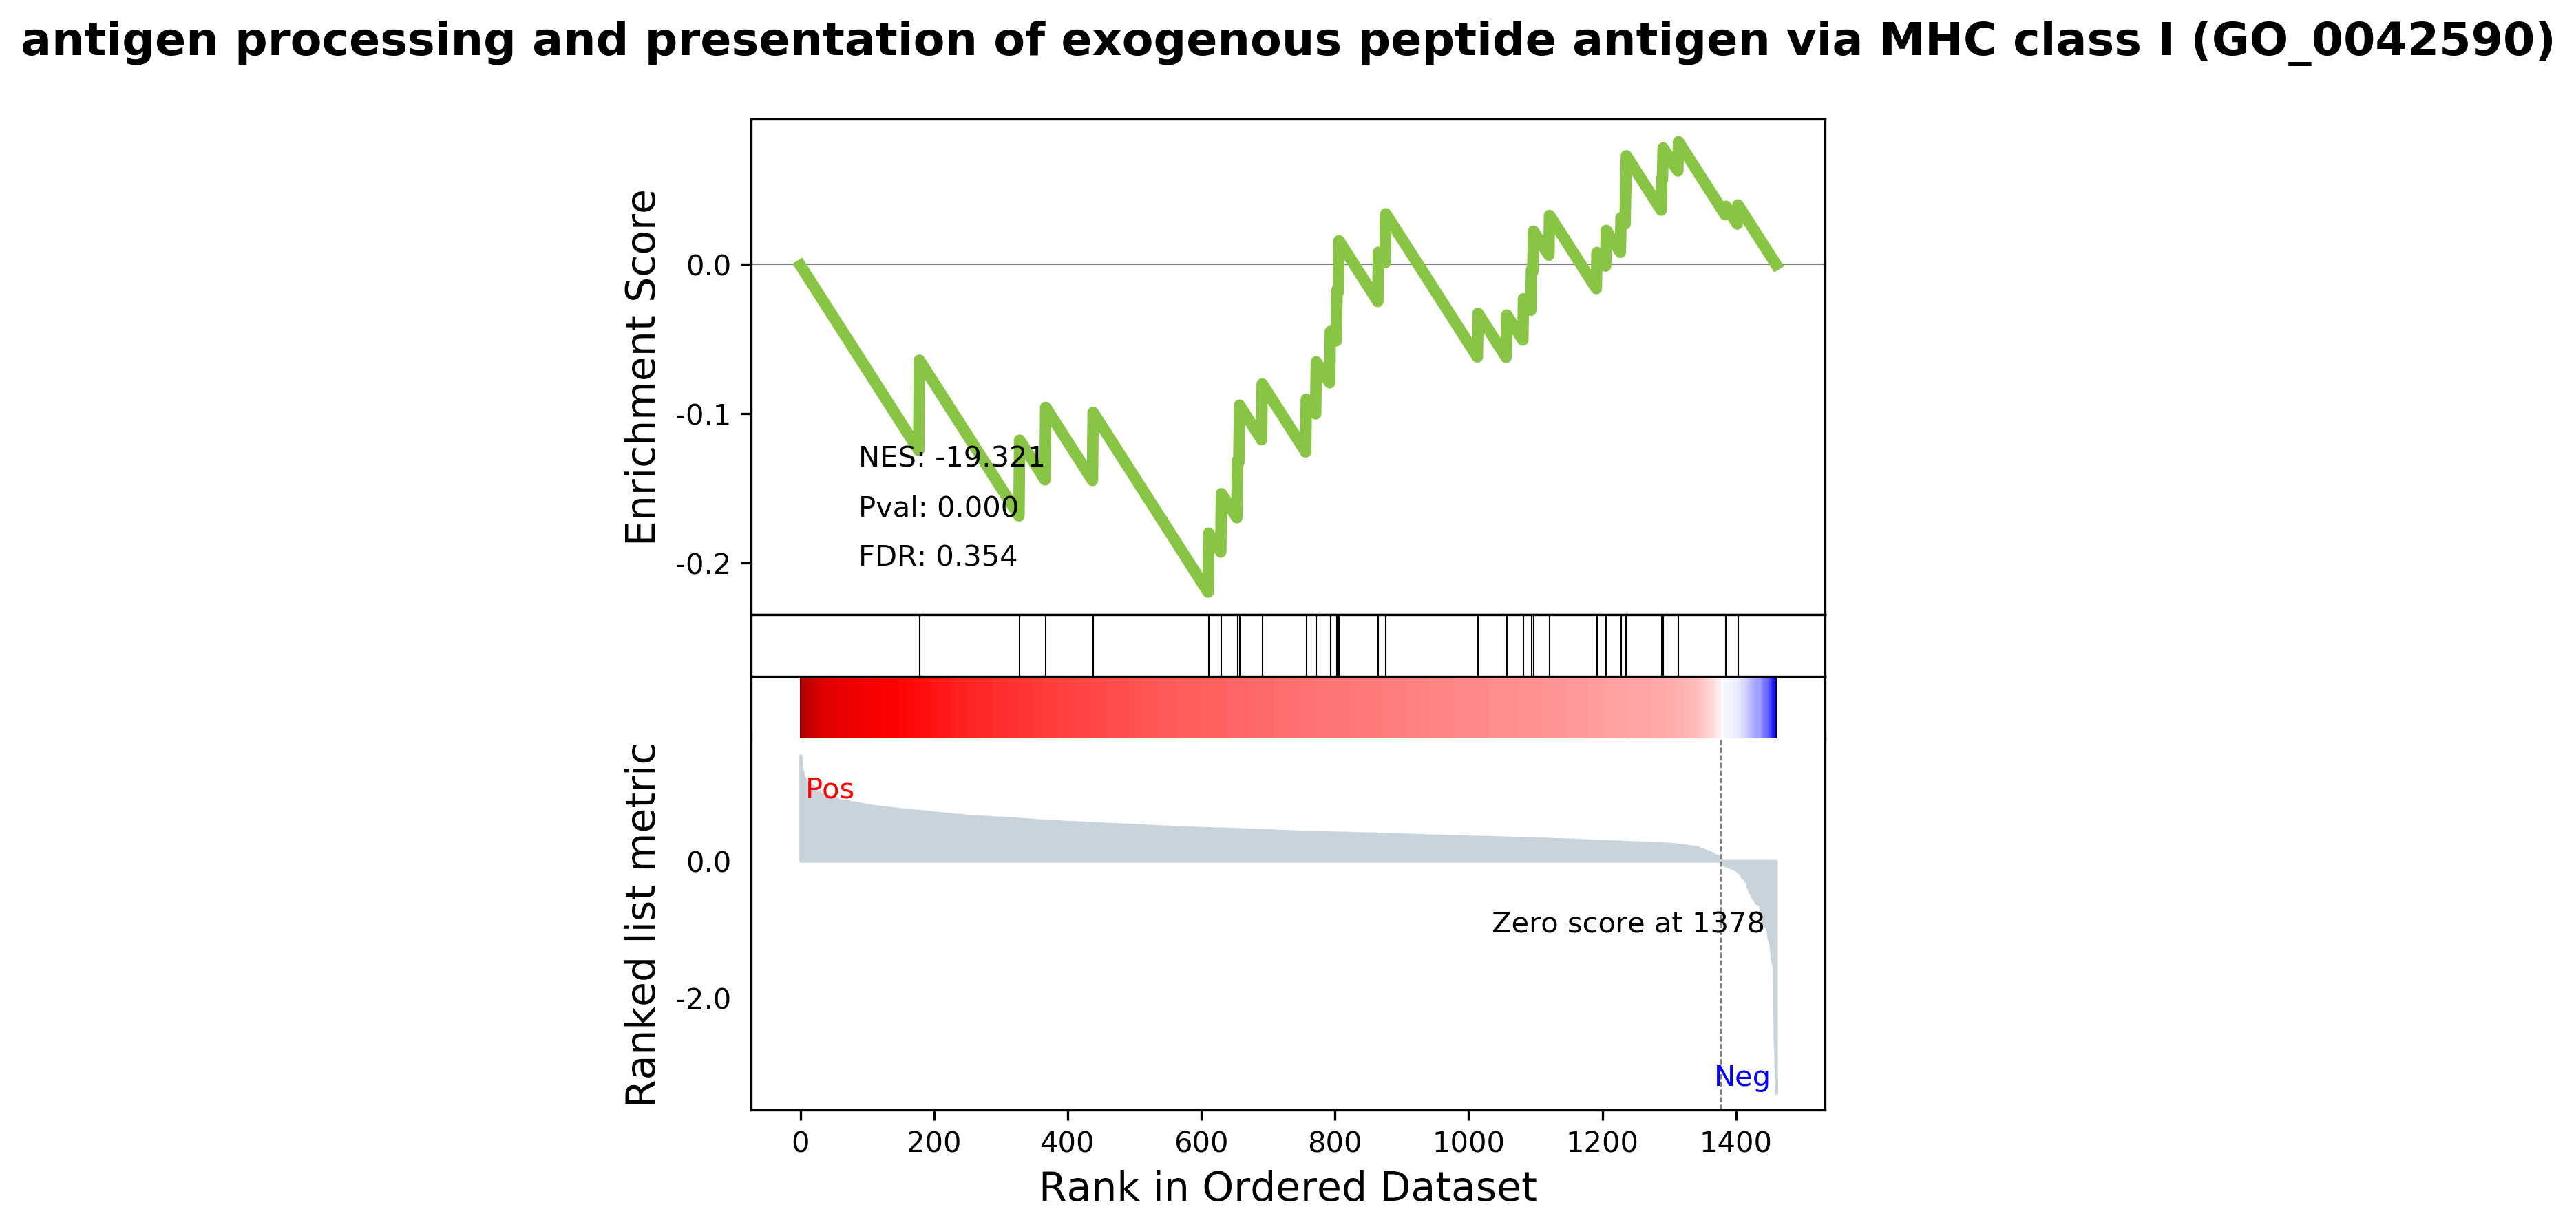 antigen processing and presentation of exogenous peptide antigen via MHC class I (GO_0042590)
Enrichment Score
0.0
-0.1
-0.2
NES: -19.321
Pval: 0.000
FDR: 0.354
Ranked list metric
0.0
-2.0
Pos
Zero score at 1378
Neg
0 200 400 600 800 1000 1200 1400
Rank in Ordered Dataset